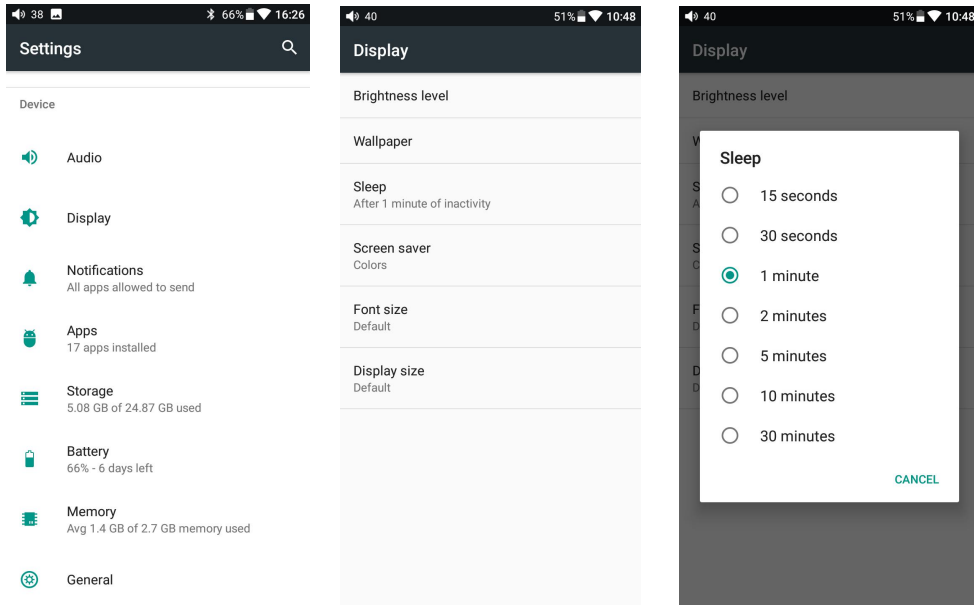 38
66%
16:26
Settings
Device
Audio
Display
Notifications
All apps allowed to send
Apps
17 apps installed
Storage
5.08 GB of 24.87 GB used
Battery
66% - 6 days left
Memory
Avg 1.4 GB of 2.7 GB memory used
General
40
51%
10:48
Display
Brightness level
Wallpaper
Sleep
After 1 minute of inactivity
Screen saver
Colors
Font size
Default
Display size
Default
40
51%
10:48
Display
Brightness level
Sleep
15 seconds
30 seconds
1 minute
2 minutes
5 minutes
10 minutes
30 minutes
CANCEL